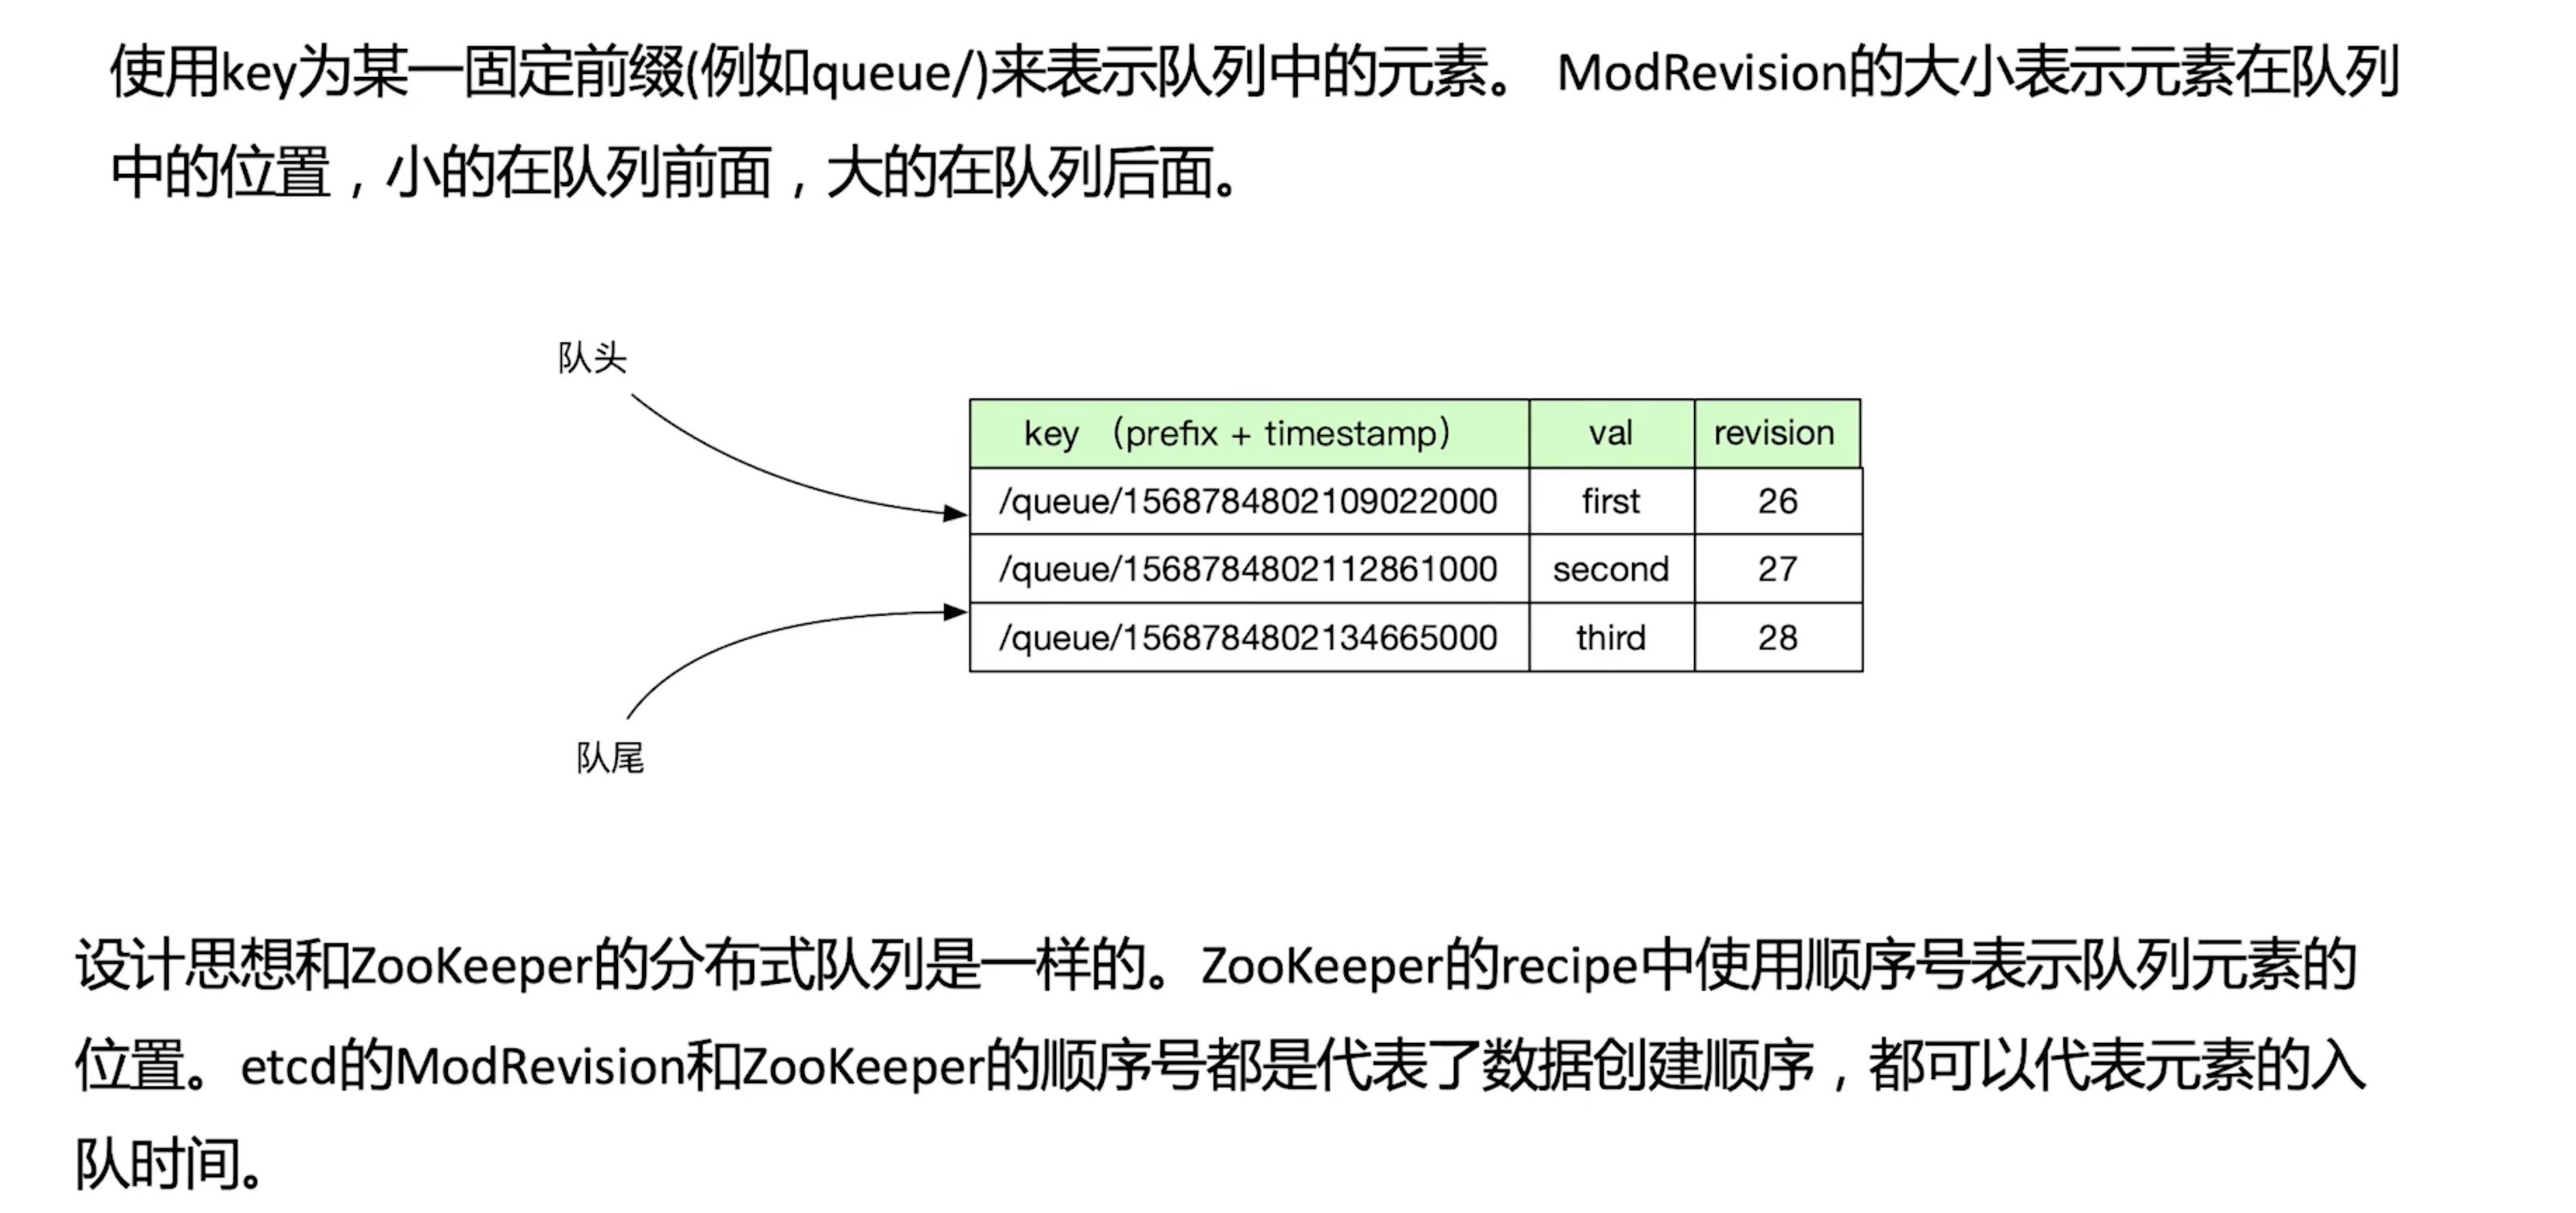 使用key为某一固定前缀(例如queue/)来表示队列中的元素。 ModRevision的大小表示元素在队列
中的位置，小的在队列前面，大的在队列后面。
队头
key （prefix + timestamp） val revision
/queue/1568784802109022000 first 26
/queue/1568784802112861000 second 27
/queue/1568784802134665000 third 28
队尾
设计思想和ZooKeeper的分布式队列是一样的。ZooKeeper的recipe中使用顺序号表示队列元素的
位置。etcd的ModRevision和ZooKeeper的顺序号都是代表了数据创建顺序，都可以代表元素的入
队时间。